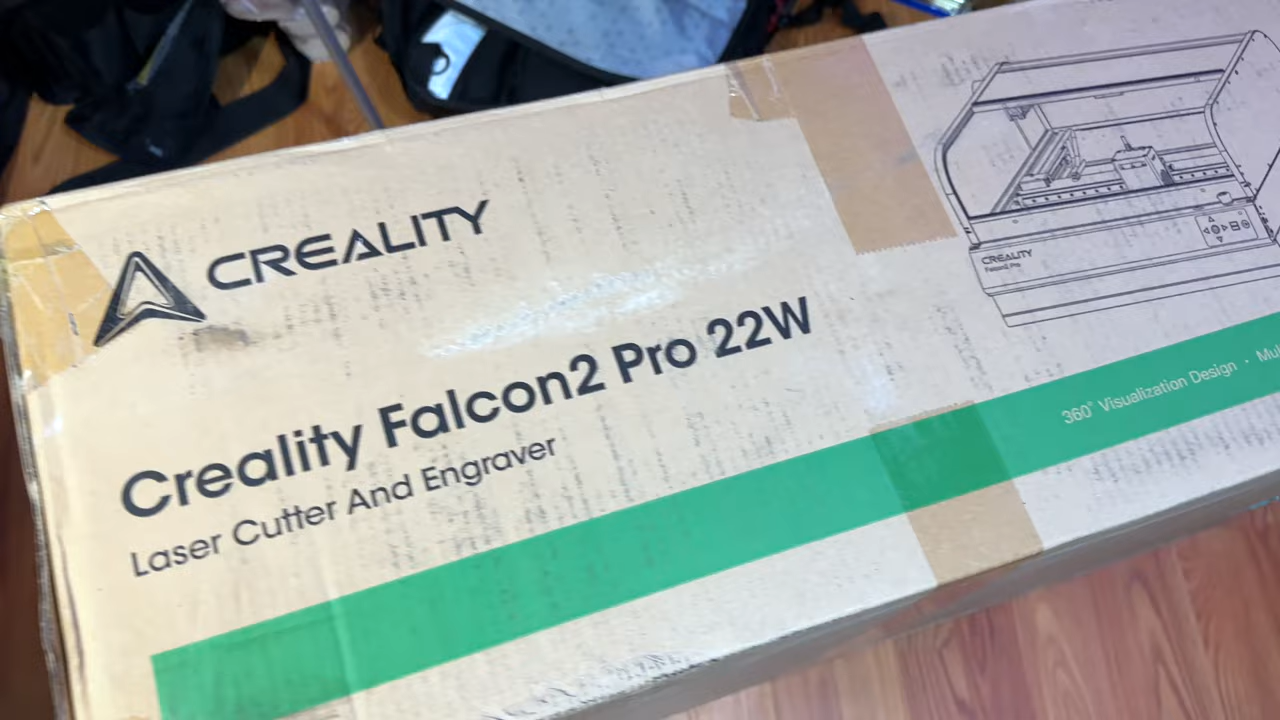 CREALITY
Creality Falcon2 Pro 22W
Laser Cutter And Engraver
CREALITY
Falcon2 Pro
360° Visualization Design ·